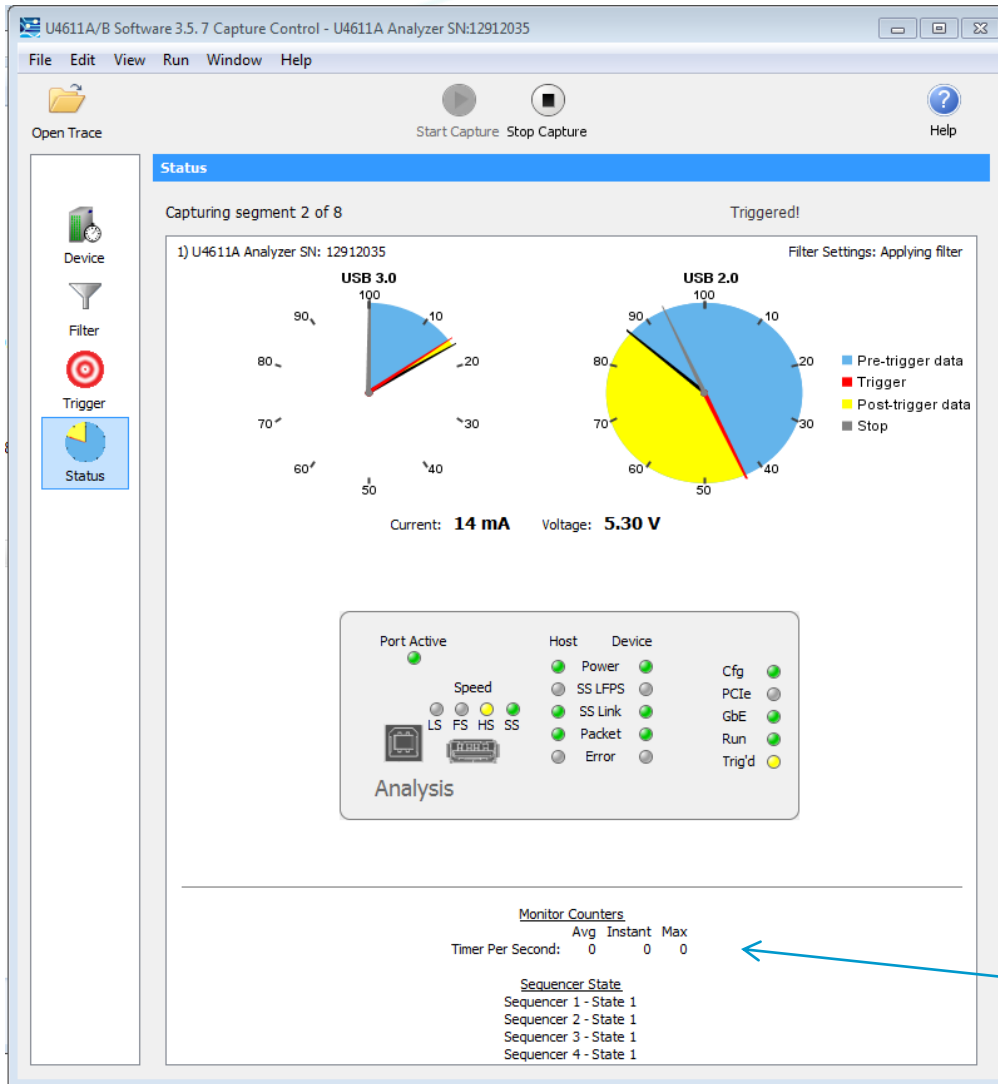 U4611A/B Software 3.5. 7 Capture Control - U4611A Analyzer SN:12912035
File Edit View Run Window Help
Open Trace
Start Capture Stop Capture
Help
Status
Capturing segment 2 of 8
Triggered!
Device
Filter
Trigger
Status
1) U4611A Analyzer SN: 12912035
Filter Settings: Applying filter
USB 3.0
100
90
10
80
20
70
30
60
40
50
USB 2.0
100
90
10
80
20
70
30
60
40
50
Pre-trigger data
Trigger
Post-trigger data
Stop
Current: 14 mA Voltage: 5.30 V
Port Active
Speed
LS FS HS SS
Analysis
Host Device
Power
SS LFPS
SS Link
Packet
Error
Cfg
PCIe
GbE
Run
Trig'd
Monitor Counters
Avg Instant Max
Timer Per Second: 0 0 0
Sequencer State
Sequencer 1 - State 1
Sequencer 2 - State 1
Sequencer 3 - State 1
Sequencer 4 - State 1